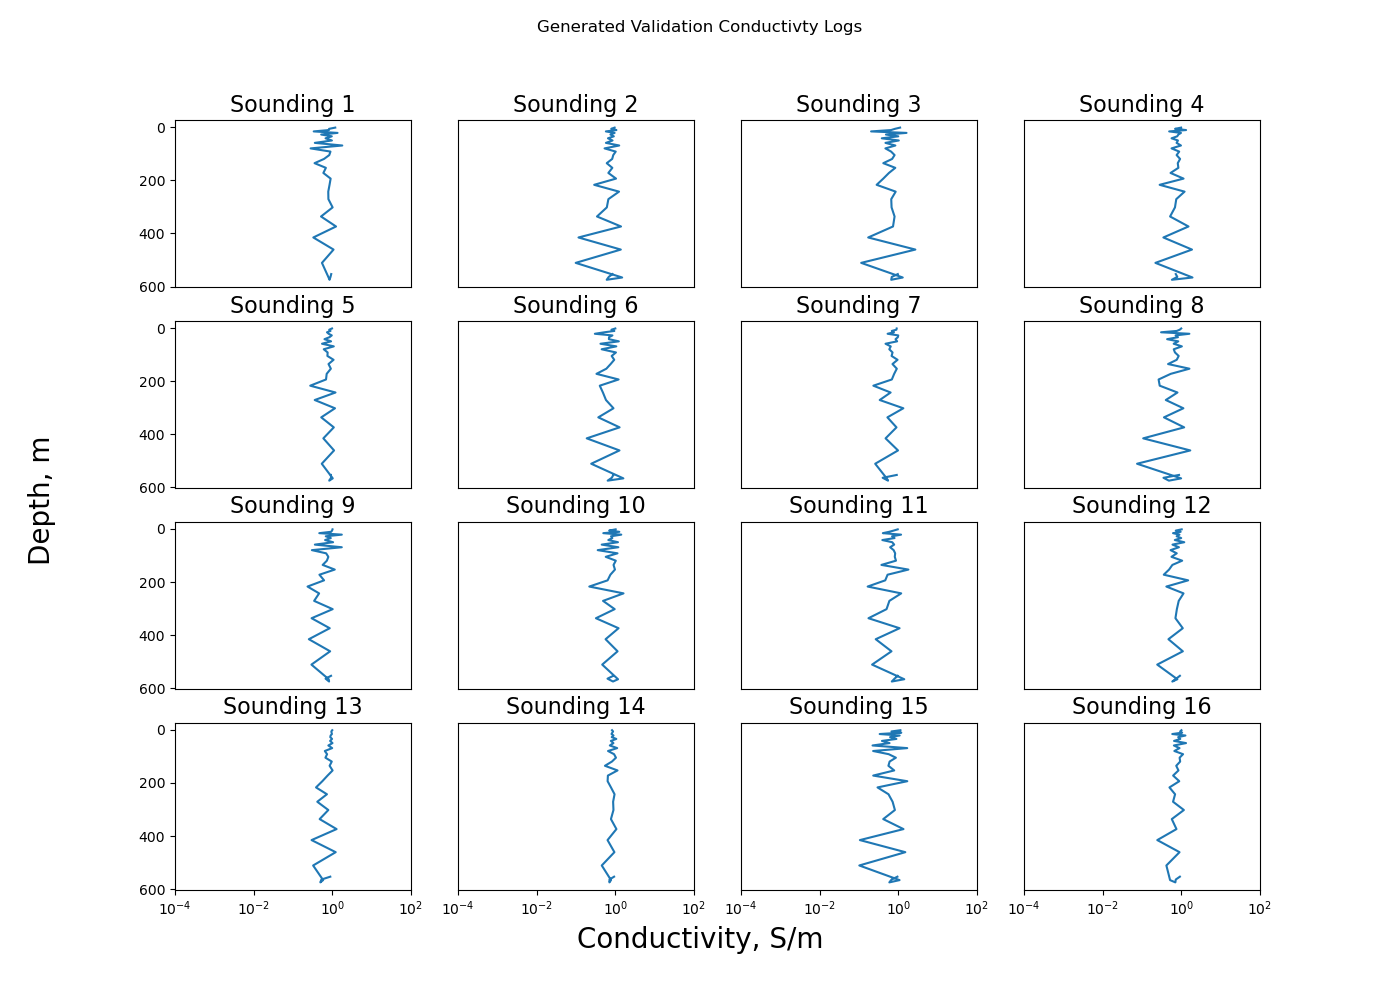 Generated Validation Conductivty Logs
Sounding 1 Sounding 2 Sounding 3 Sounding 4
0
200
400
600
Sounding 5 Sounding 6 Sounding 7 Sounding 8
0
200
400
600
Depth, m
Sounding 9 Sounding 10 Sounding 11 Sounding 12
0
200
400
600
Sounding 13 Sounding 14 Sounding 15 Sounding 16
0
200
400
600
10⁻⁴ 10⁻² 10⁰ 10² 10⁻⁴ 10⁻² 10⁰ 10² 10⁻⁴ 10⁻² 10⁰ 10² 10⁻⁴ 10⁻² 10⁰ 10²
Conductivity, S/m